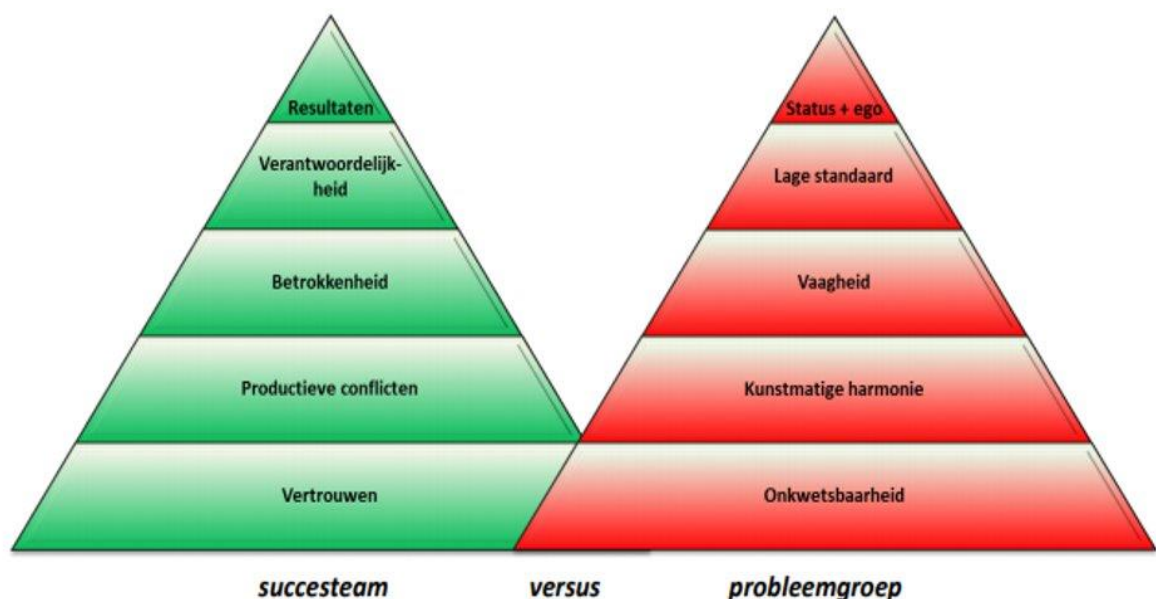 Resultaten
Verantwoordelijk-
heid
Betrokkenheid
Productieve conflicten
Vertrouwen
Status + ego
Lage standaard
Vaagheid
Kunstmatige harmonie
Onkwetsbaarheid
succesteam versus probleemgroep